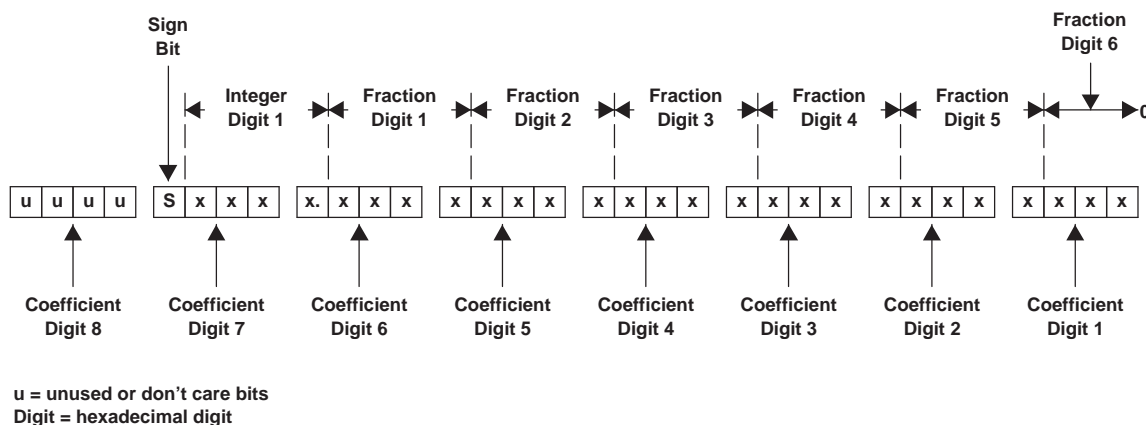 Sign
Bit
Fraction
Digit 6
Integer
Digit 1
Fraction
Digit 1
Fraction
Digit 2
Fraction
Digit 3
Fraction
Digit 4
Fraction
Digit 5
0
u u u u S x x x x. x x x x x x x x x x x x x x x x x x x x x x x
Coefficient
Digit 8
Coefficient
Digit 7
Coefficient
Digit 6
Coefficient
Digit 5
Coefficient
Digit 4
Coefficient
Digit 3
Coefficient
Digit 2
Coefficient
Digit 1
u = unused or don't care bits
Digit = hexadecimal digit